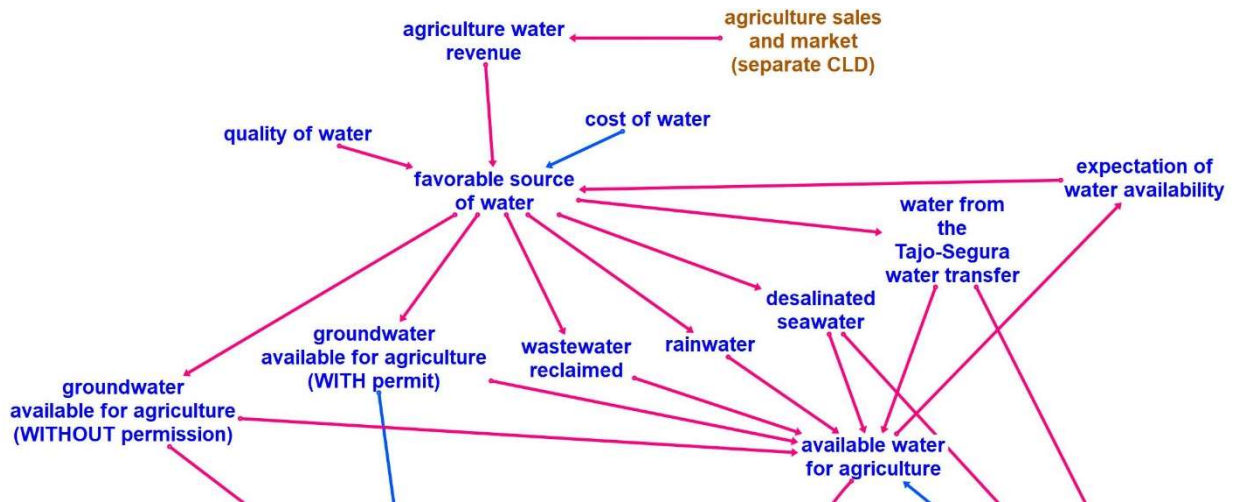 agriculture water
revenue
agriculture sales
and market
(separate CLD)
quality of water
cost of water
favorable source
of water
expectation of
water availability
water from
the
Tajo-Segura
water transfer
desalinated
seawater
groundwater
available for agriculture
(WITH permit)
wastewater
reclaimed
rainwater
groundwater
available for agriculture
(WITHOUT permission)
available water
for agriculture